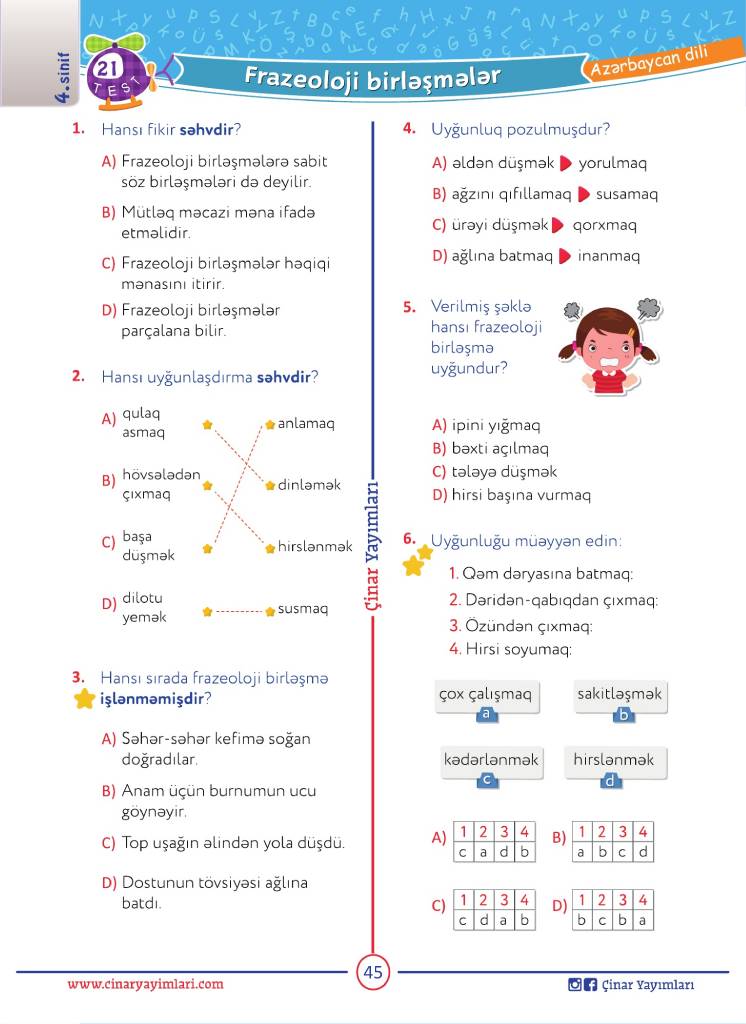 4. sinif
21
TEST
Frazeoloji birləşmələr
Azərbaycan dili
1. Hansı fikir səhvdir?
A) Frazeoloji birləşmələrə sabit
söz birləşmələri də deyilir.
B) Mütləq məcazi məna ifadə
etməlidir.
C) Frazeoloji birləşmələr həqiqi
mənasını itirir.
D) Frazeoloji birləşmələr
parçalana bilir.
2. Hansı uyğunlaşdırma səhvdir?
A) qulaq
asmaq
anlamaq
B) hövsələdən
çıxmaq
dinləmək
C) başa
düşmək
hirslənmək
D) dilotu
yemək
susmaq
3. Hansı sırada frazeoloji birləşmə
işlənməmişdir?
A) Səhər-səhər kefimə soğan
doğradılar.
B) Anam üçün burnumun ucu
göynəyir.
C) Top uşağın əlindən yola düşdü.
D) Dostunun tövsiyəsi ağlına
batdı.
Çinar Yayımları
4. Uyğunluq pozulmuşdur?
A) əldən düşmək yorulmaq
B) ağzını qıfıllamaq susamaq
C) ürəyi düşmək qorxmaq
D) ağlına batmaq inanmaq
5. Verilmiş şəklə
hansı frazeoloji
birləşmə
uyğundur?
A) ipini yığmaq
B) bəxti açılmaq
C) tələyə düşmək
D) hirsi başına vurmaq
6. Uyğunluğu müəyyən edin:
1. Qəm dəryasına batmaq:
2. Dəridən-qabıqdan çıxmaq:
3. Özündən çıxmaq:
4. Hirsi soyumaq:
çox çalışmaq sakitləşmək
a b
kədərlənmək hirslənmək
c d
A) 1 2 3 4 B) 1 2 3 4
c a d b a b c d
C) 1 2 3 4 D) 1 2 3 4
c d a b b c b a
www.cinaryayimlari.com
45
Çinar Yayımları